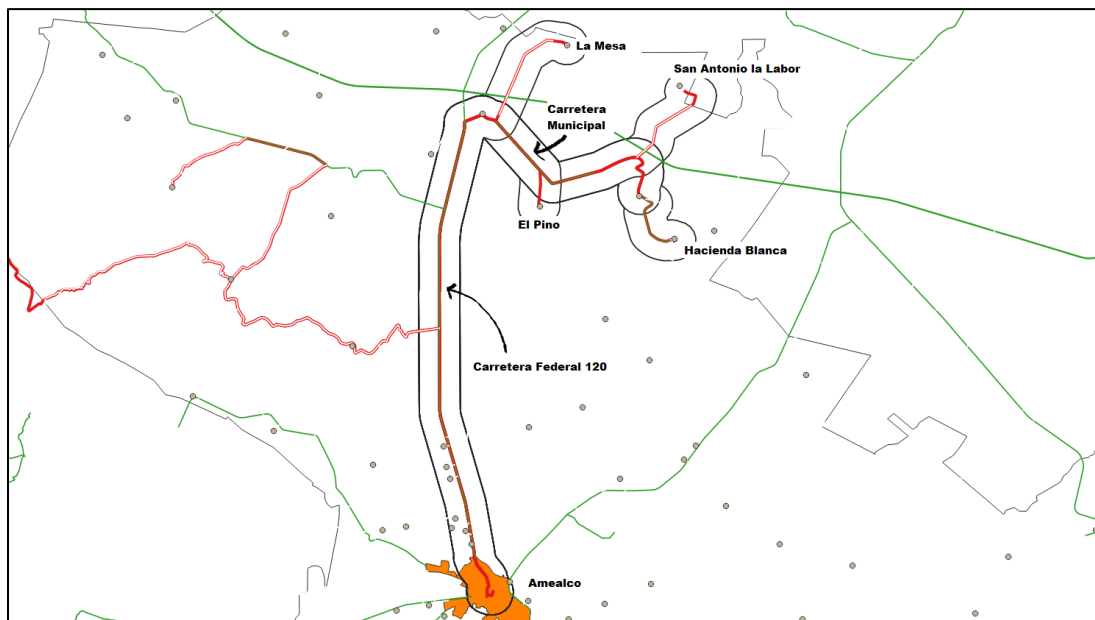 La Mesa
San Antonio la Labor
Carretera
Municipal
El Pino
Hacienda Blanca
Carretera Federal 120
Amealco